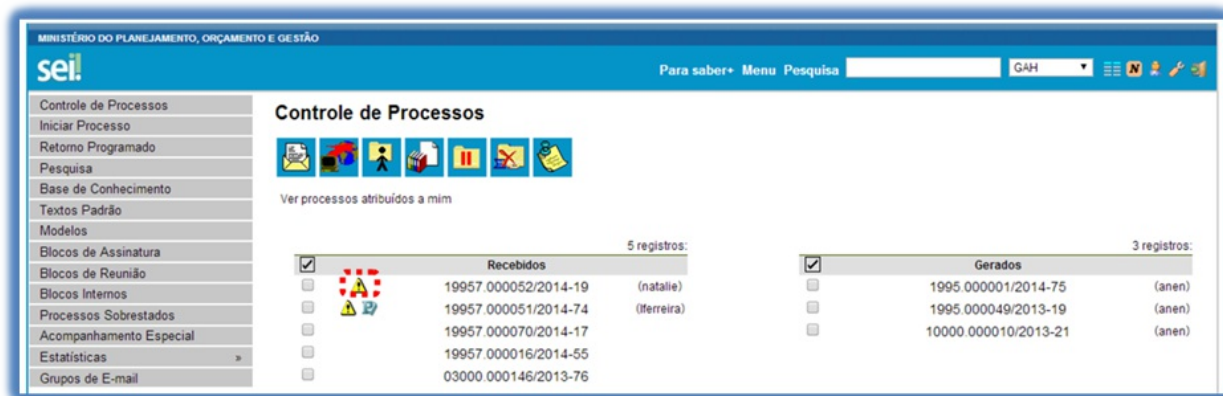 MINISTÉRIO DO PLANEJAMENTO, ORÇAMENTO E GESTÃO
sei!
Para saber+ Menu Pesquisa
GAH
N
Controle de Processos
Iniciar Processo
Retorno Programado
Pesquisa
Base de Conhecimento
Textos Padrão
Modelos
Blocos de Assinatura
Blocos de Reunião
Blocos Internos
Processos Sobrestados
Acompanhamento Especial
Estatísticas »
Grupos de E-mail
Controle de Processos
Ver processos atribuídos a mim
5 registros:
Recebidos
19957.000052/2014-19 (natalie)
19957.000051/2014-74 (lferreira)
19957.000070/2014-17
19957.000016/2014-55
03000.000146/2013-76
3 registros:
Gerados
1995.000001/2014-75 (anen)
1995.000049/2013-19 (anen)
10000.000010/2013-21 (anen)